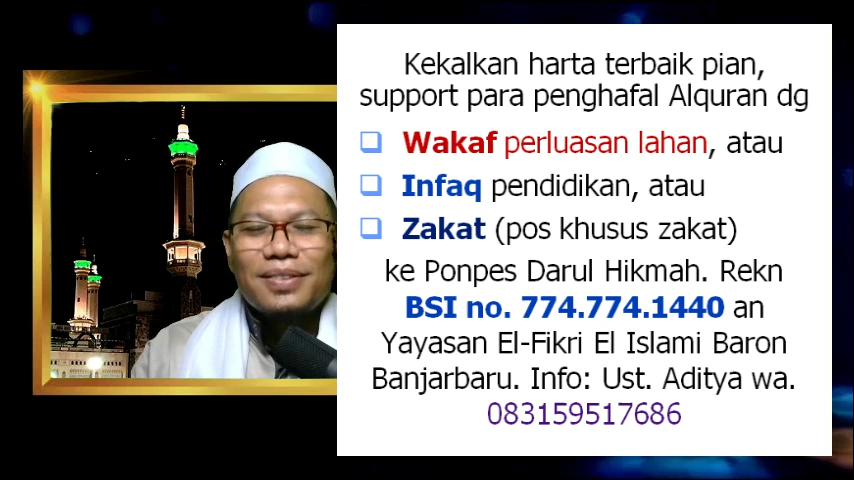 Kekalkan harta terbaik pian,
support para penghafal Alquran dg
Wakaf perluasan lahan, atau
Infaq pendidikan, atau
Zakat (pos khusus zakat)
ke Ponpes Darul Hikmah. Rekn
BSI no. 774.774.1440 an
Yayasan El-Fikri El Islami Baron
Banjarbaru. Info: Ust. Aditya wa.
083159517686